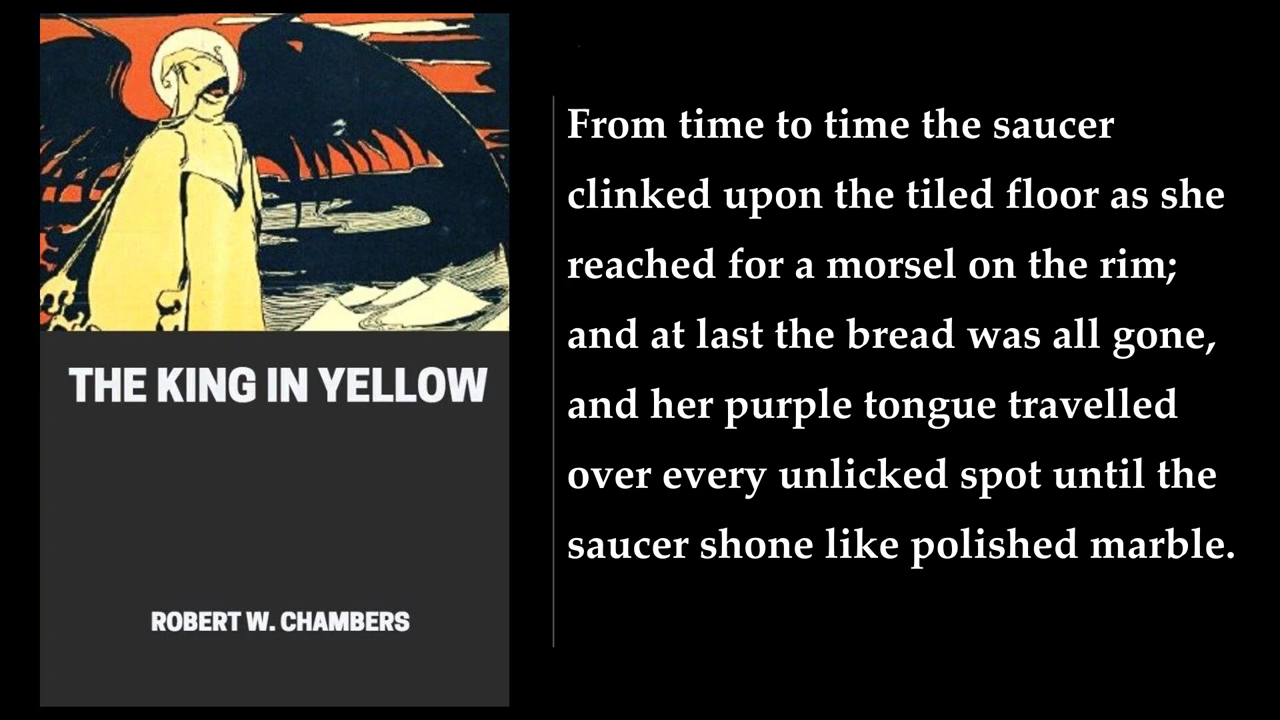 THE KING IN YELLOW
ROBERT W. CHAMBERS
From time to time the saucer
clinked upon the tiled floor as she
reached for a morsel on the rim;
and at last the bread was all gone,
and her purple tongue travelled
over every unlicked spot until the
saucer shone like polished marble.